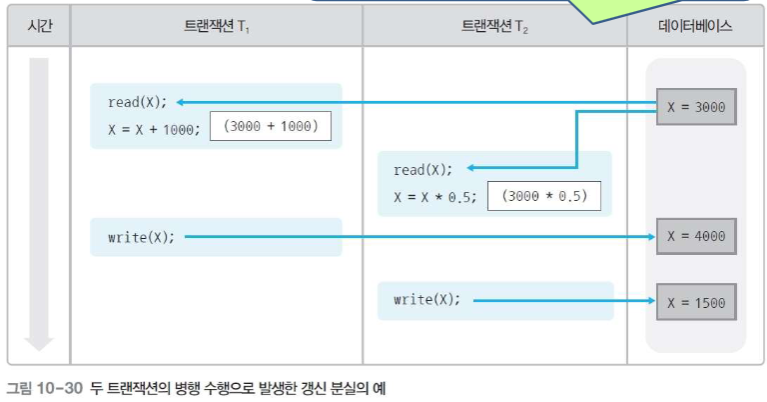 시간 트랜잭션 T₁ 트랜잭션 T₂ 데이터베이스
read(X);
X = X + 1000; (3000 + 1000)
X = 3000
read(X);
X = X * 0.5; (3000 * 0.5)
write(X);
X = 4000
write(X);
X = 1500
그림 10-30 두 트랜잭션의 병행 수행으로 발생한 갱신 분실의 예